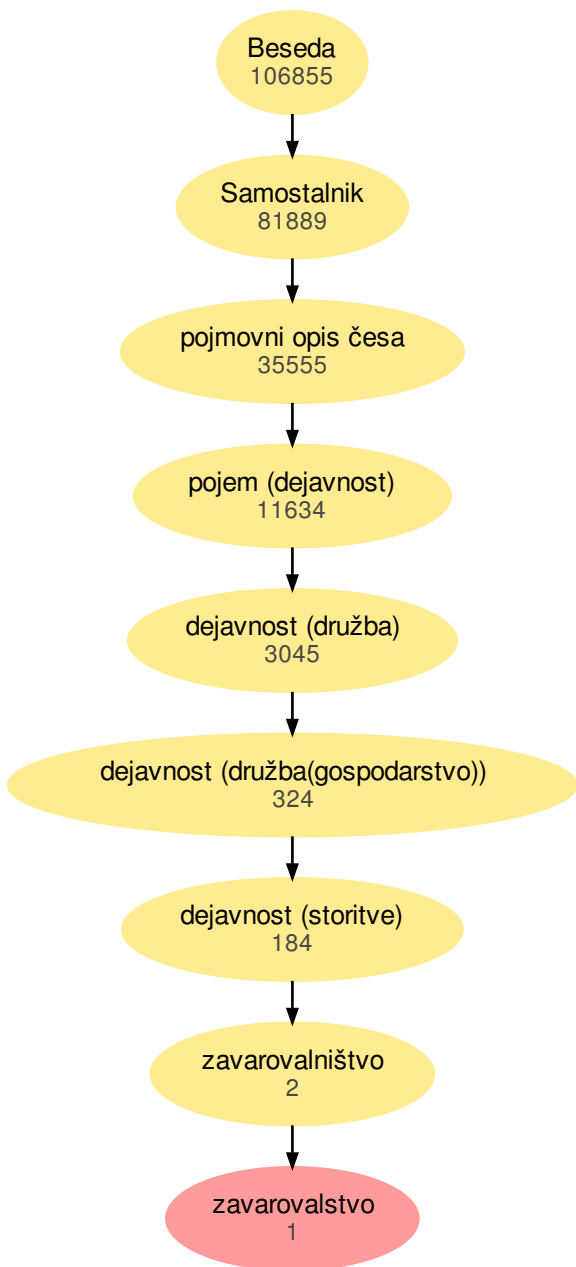 Beseda
106855
Samostalnik
81889
pojmovni opis česa
35555
pojem (dejavnost)
11634
dejavnost (družba)
3045
dejavnost (družba(gospodarstvo))
324
dejavnost (storitve)
184
zavarovalništvo
2
zavarovalstvo
1